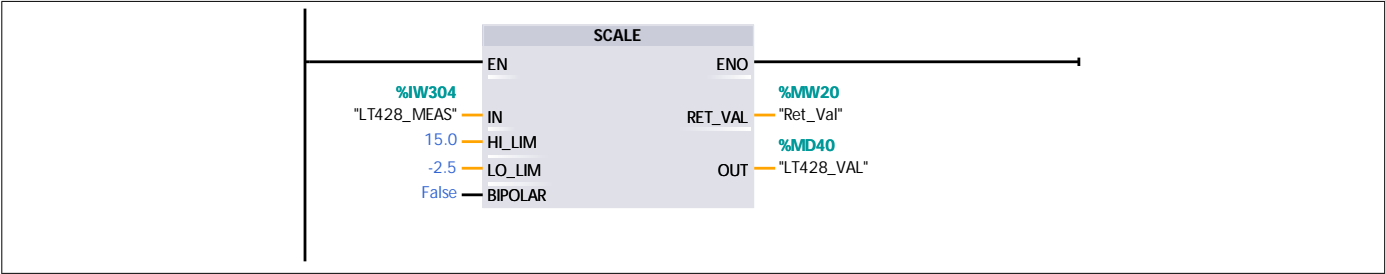 SCALE
EN ENO
%IW304 %MW20
"LT428_MEAS" IN RET_VAL "Ret_Val"
15.0 HI_LIM %MD40
-2.5 LO_LIM OUT "LT428_VAL"
False BIPOLAR